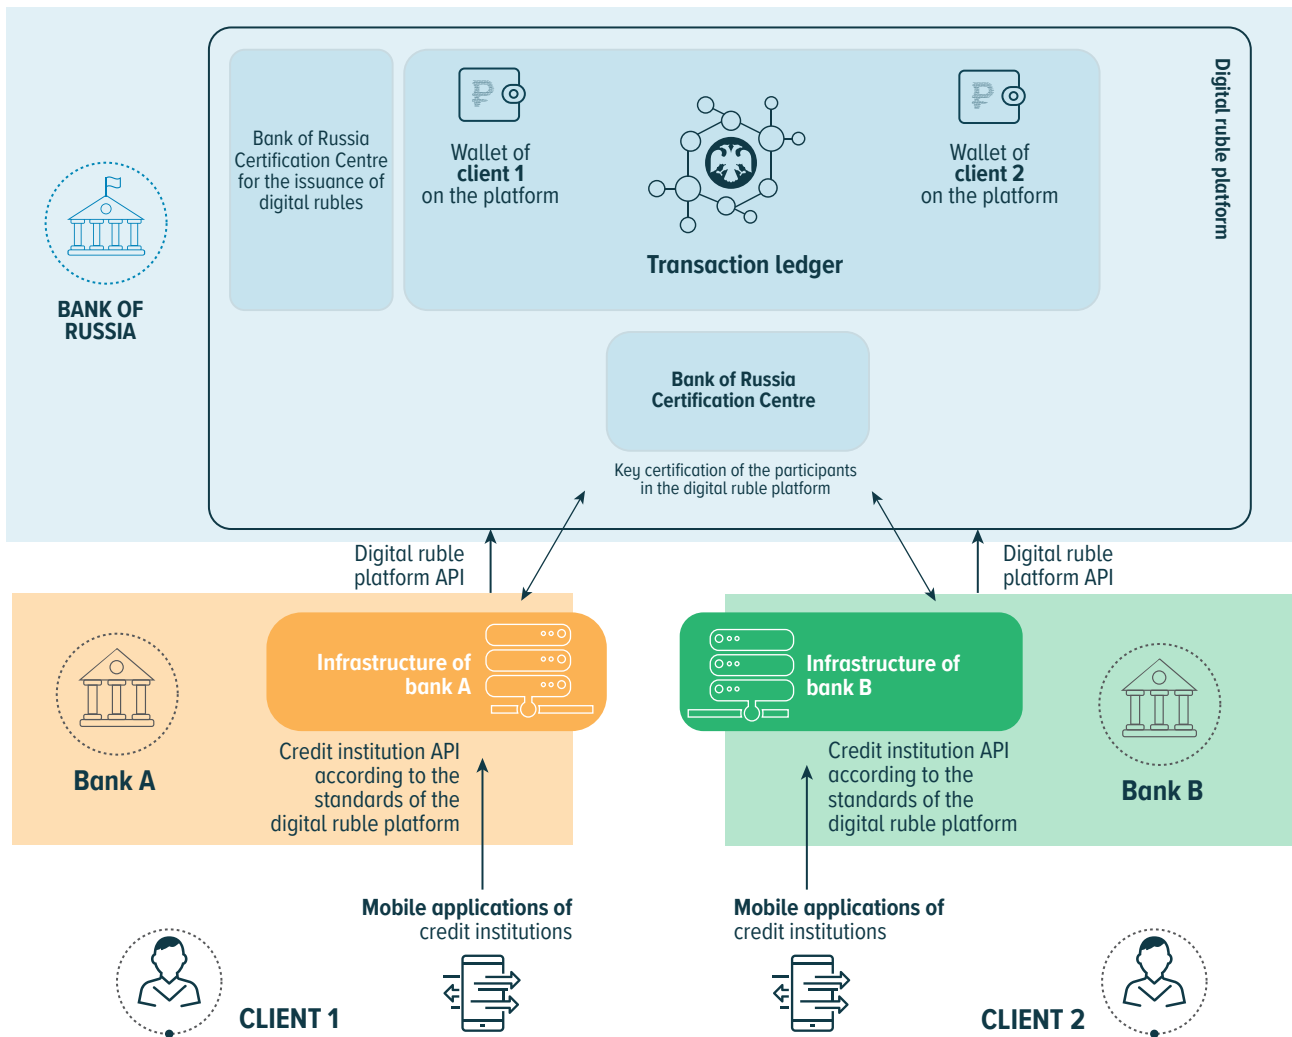 Digital ruble platform
Bank of Russia
Certification Centre
for the issuance of
digital rubles
Wallet of
client 1
on the platform
Transaction ledger
Wallet of
client 2
on the platform
BANK OF
RUSSIA
Bank of Russia
Certification Centre
Key certification of the participants
in the digital ruble platform
Digital ruble
platform API
Digital ruble
platform API
Infrastructure of
bank A
Infrastructure of
bank B
Bank A
Bank B
Credit institution API
according to the
standards of the
digital ruble platform
Credit institution API
according to the
standards of the
digital ruble platform
Mobile applications of
credit institutions
Mobile applications of
credit institutions
CLIENT 1
CLIENT 2